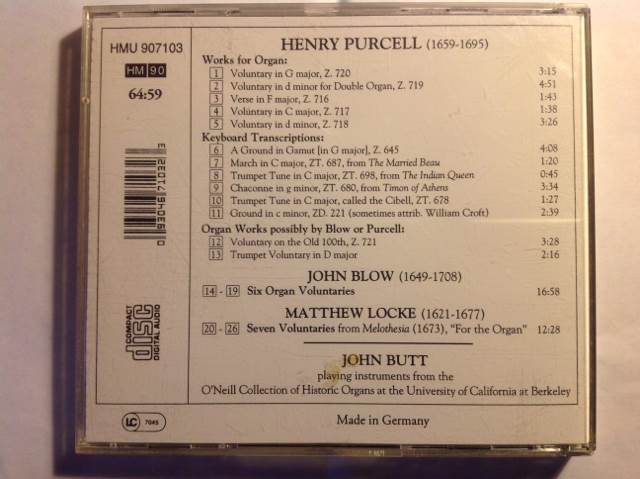 HMU 907103
HM 90
64:59
HENRY PURCELL (1659-1695)
Works for Organ:
1 Voluntary in G major, Z. 720 3:15
2 Voluntary in d minor for Double Organ, Z. 719 4:51
3 Verse in F major, Z. 716 1:43
4 Voluntary in C major, Z. 717 1:38
5 Voluntary in d minor, Z. 718 3:26
Keyboard Transcriptions:
6 A Ground in Gamut [in G major], Z. 645 4:08
7 March in C major, ZT. 687, from The Married Beau 1:20
8 Trumpet Tune in C major, ZT. 698, from The Indian Queen 0:45
9 Chaconne in g minor, ZT. 680, from Timon of Athens 3:34
10 Trumpet Tune in C major, called the Cibell, ZT. 678 1:27
11 Ground in c minor, ZD. 221 (sometimes attrib. William Croft) 2:39
Organ Works possibly by Blow or Purcell:
12 Voluntary on the Old 100th, Z. 721 3:28
13 Trumpet Voluntary in D major 2:16
JOHN BLOW (1649-1708)
14 - 19 Six Organ Voluntaries 16:58
MATTHEW LOCKE (1621-1677)
20 - 26 Seven Voluntaries from Melothesia (1673), "For the Organ" 12:28
JOHN BUTT
playing instruments from the
O'Neill Collection of Historic Organs at the University of California at Berkeley
Made in Germany
0 93046 71032 3
COMPACT
disc
DIGITAL AUDIO
LC 7045